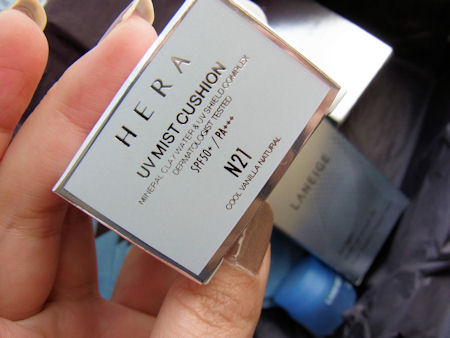 HERA
UV MIST CUSHION
MINERAL CLAY WATER & UV SHIELD COMPLEX
DERMATOLOGIST TESTED
SPF50+ / PA+++
N21
COOL VANILLA NATURAL
LANEIGE